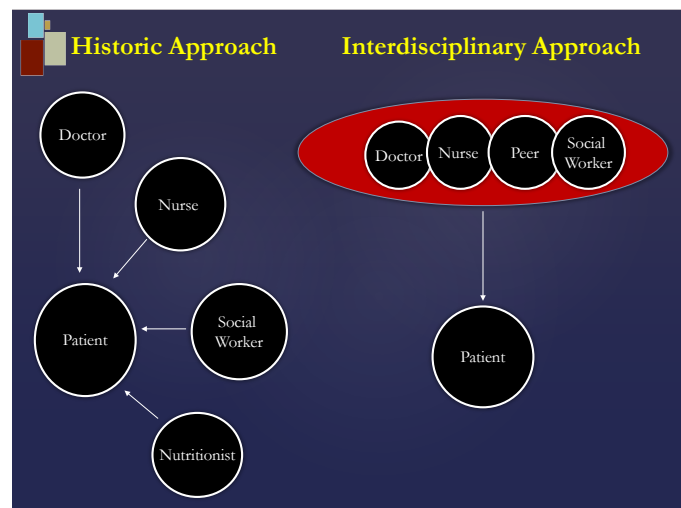 Historic Approach
Interdisciplinary Approach
Doctor
Nurse
Patient
Social
Worker
Nutritionist
Doctor
Nurse
Peer
Social
Worker
Patient